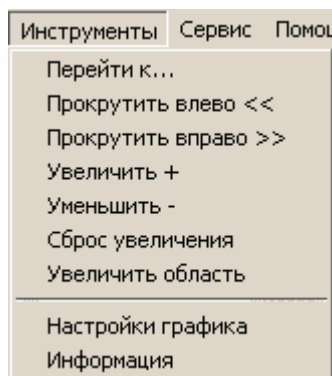 Инструменты Сервис
Перейти к...
Прокрутить влево <<
Прокрутить вправо >>
Увеличить +
Уменьшить -
Сброс увеличения
Увеличить область
Настройки графика
Информация